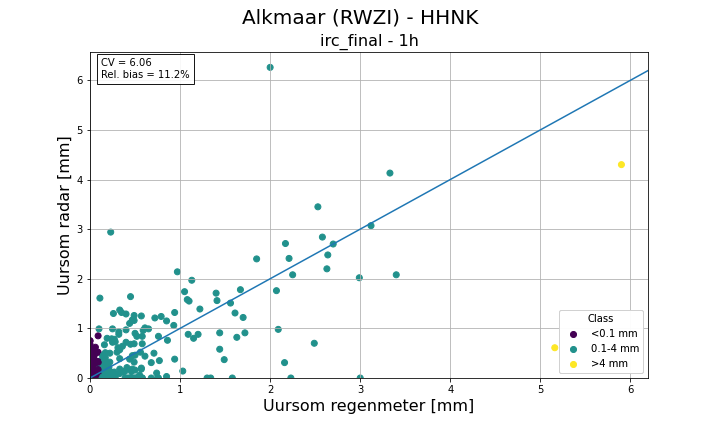 Alkmaar (RWZI) - HHNK
irc_final - 1h
CV = 6.06
Rel. bias = 11.2%
Uursom radar [mm]
6
5
4
3
2
1
0
0 1 2 3 4 5 6
Uursom regenmeter [mm]
Class
<0.1 mm
0.1-4 mm
>4 mm